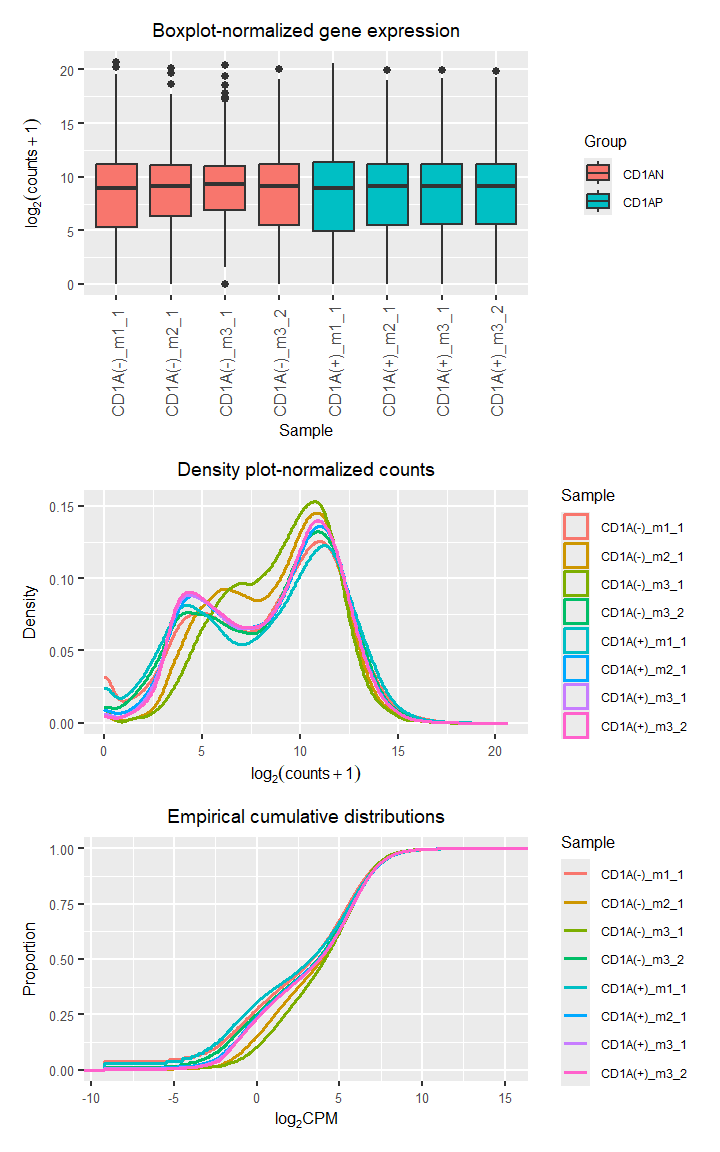 Boxplot-normalized gene expression
log2(counts + 1)
20
15
10
5
0
CD1A(-)_m1_1
CD1A(-)_m2_1
CD1A(-)_m3_1
CD1A(-)_m3_2
CD1A(+)_m1_1
CD1A(+)_m2_1
CD1A(+)_m3_1
CD1A(+)_m3_2
Sample
Group
CD1AN
CD1AP
Density plot-normalized counts
Density
0.15
0.10
0.05
0.00
0 5 10 15 20
log2(counts + 1)
Sample
CD1A(-)_m1_1
CD1A(-)_m2_1
CD1A(-)_m3_1
CD1A(-)_m3_2
CD1A(+)_m1_1
CD1A(+)_m2_1
CD1A(+)_m3_1
CD1A(+)_m3_2
Empirical cumulative distributions
Proportion
1.00
0.75
0.50
0.25
0.00
-10 -5 0 5 10 15
log2CPM
Sample
CD1A(-)_m1_1
CD1A(-)_m2_1
CD1A(-)_m3_1
CD1A(-)_m3_2
CD1A(+)_m1_1
CD1A(+)_m2_1
CD1A(+)_m3_1
CD1A(+)_m3_2